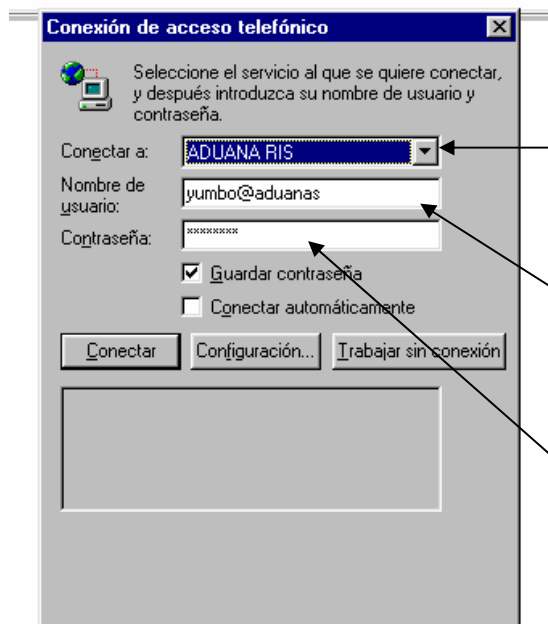 Conexión de acceso telefónico
Seleccione el servicio al que se quiere conectar,
y después introduzca su nombre de usuario y
contraseña.
Conectar a:
ADUANA RIS
Nombre de
usuario:
yumbo@aduanas
Contraseña:
********
Guardar contraseña
Conectar automáticamente
Conectar
Configuración...
Trabajar sin conexión